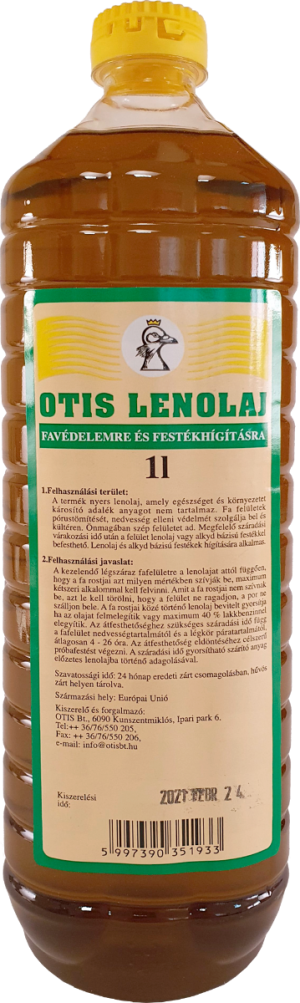 OTIS LENOLAJ
FAVÉDELEMRE ÉS FESTÉKHÍGÍTÁSRA
1l
1.Felhasználási terület:
A termék nyers lenolaj, amely egészséget és környezetet
károsító adalék anyagot nem tartalmaz. Fa felületek
pórustömítését, nedvesség elleni védelmét szolgálja bel és
kültéren. Önmagában szép felületet ad. Megfelelő száradási
várakozási idő után a felület lenolaj vagy alkyd bázisú festékkel
befesthető. Lenolaj és alkyd bázisú festékek hígítására alkalmas.
2.Felhasználási javaslat:
A kezelendő légszáraz fafelületre a lenolajat attól függően,
hogy a fa rostjai azt milyen mértékben szívják be, maximum
kétszeri alkalommal kell felvinni. Amit a fa rostjai nem szívnak
be, azt le kell törölni, hogy a felület ne ragadjon, a por ne
szálljon bele. A fa rostjai közé történő lenolaj bevitelt gyorsítja
ha az olajat felmelegítik vagy maximum 40 % lakkbenzinnel
elegyítik. Az átfesthetőséghez szükséges száradási idő függ
a felület nedvességtartalmától és a légköri páratartalmától,
átlagosan 4 - 26 óra. Az átfesthetőség eldöntéséhez célszerű
próbafestést végezni. A száradási idő gyorsítható szárító anyag
előzetes lenolajba történő adagolásával.
Szavatossági idő: 24 hónap eredeti zárt csomagolásban, hűvös
zárt helyen tárolva.
Származási hely: Európai Unió
Kiszerelő és forgalmazó:
OTIS Bt., 6090 Kunszentmiklós, Ipari park 6.
Tel:++ 36/76/550 205,
Fax: ++ 36/76/550 206,
e-mail: info@otisbt.hu
Kiszerelési
idő:
2021 FEBR 24.
5 997390 351933